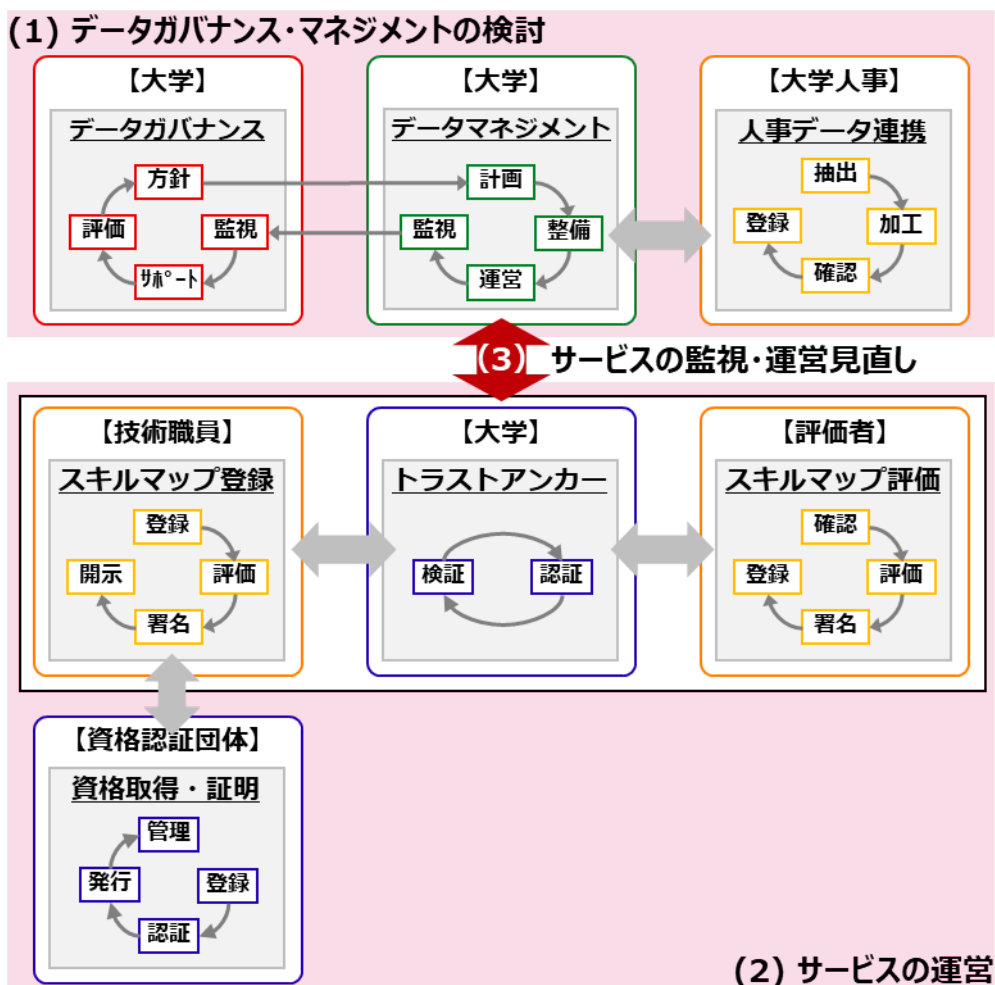 (1) データガバナンス・マネジメントの検討
【大学】
データガバナンス
方針
評価
監視
ｻﾎﾟｰﾄ
【大学】
データマネジメント
計画
監視
整備
運営
【大学人事】
人事データ連携
抽出
登録
加工
確認
(3) サービスの監視・運営見直し
【技術職員】
スキルマップ登録
登録
開示
評価
署名
【大学】
トラストアンカー
検証
認証
【評価者】
スキルマップ評価
確認
登録
評価
署名
【資格認証団体】
資格取得・証明
管理
発行
登録
認証
(2) サービスの運営